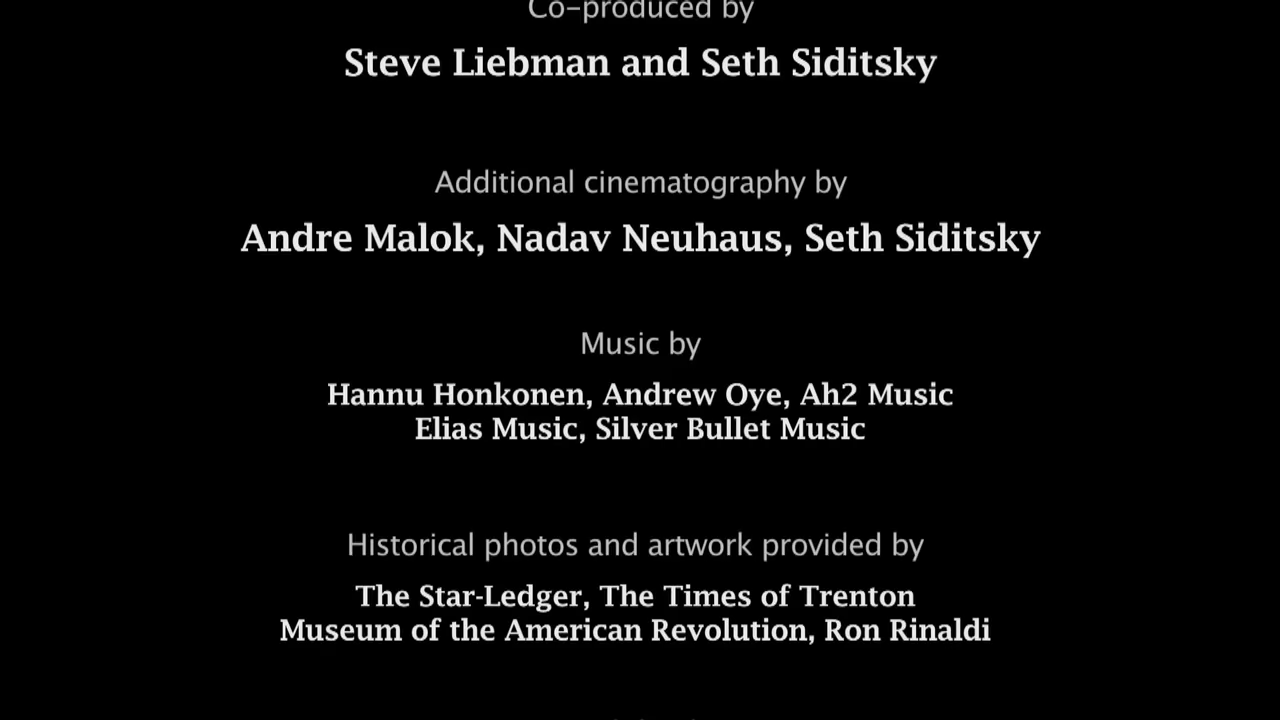 Co-produced by
Steve Liebman and Seth Siditsky
Additional cinematography by
Andre Malok, Nadav Neuhaus, Seth Siditsky
Music by
Hannu Honkonen, Andrew Oye, Ah2 Music
Elias Music, Silver Bullet Music
Historical photos and artwork provided by
The Star-Ledger, The Times of Trenton
Museum of the American Revolution, Ron Rinaldi